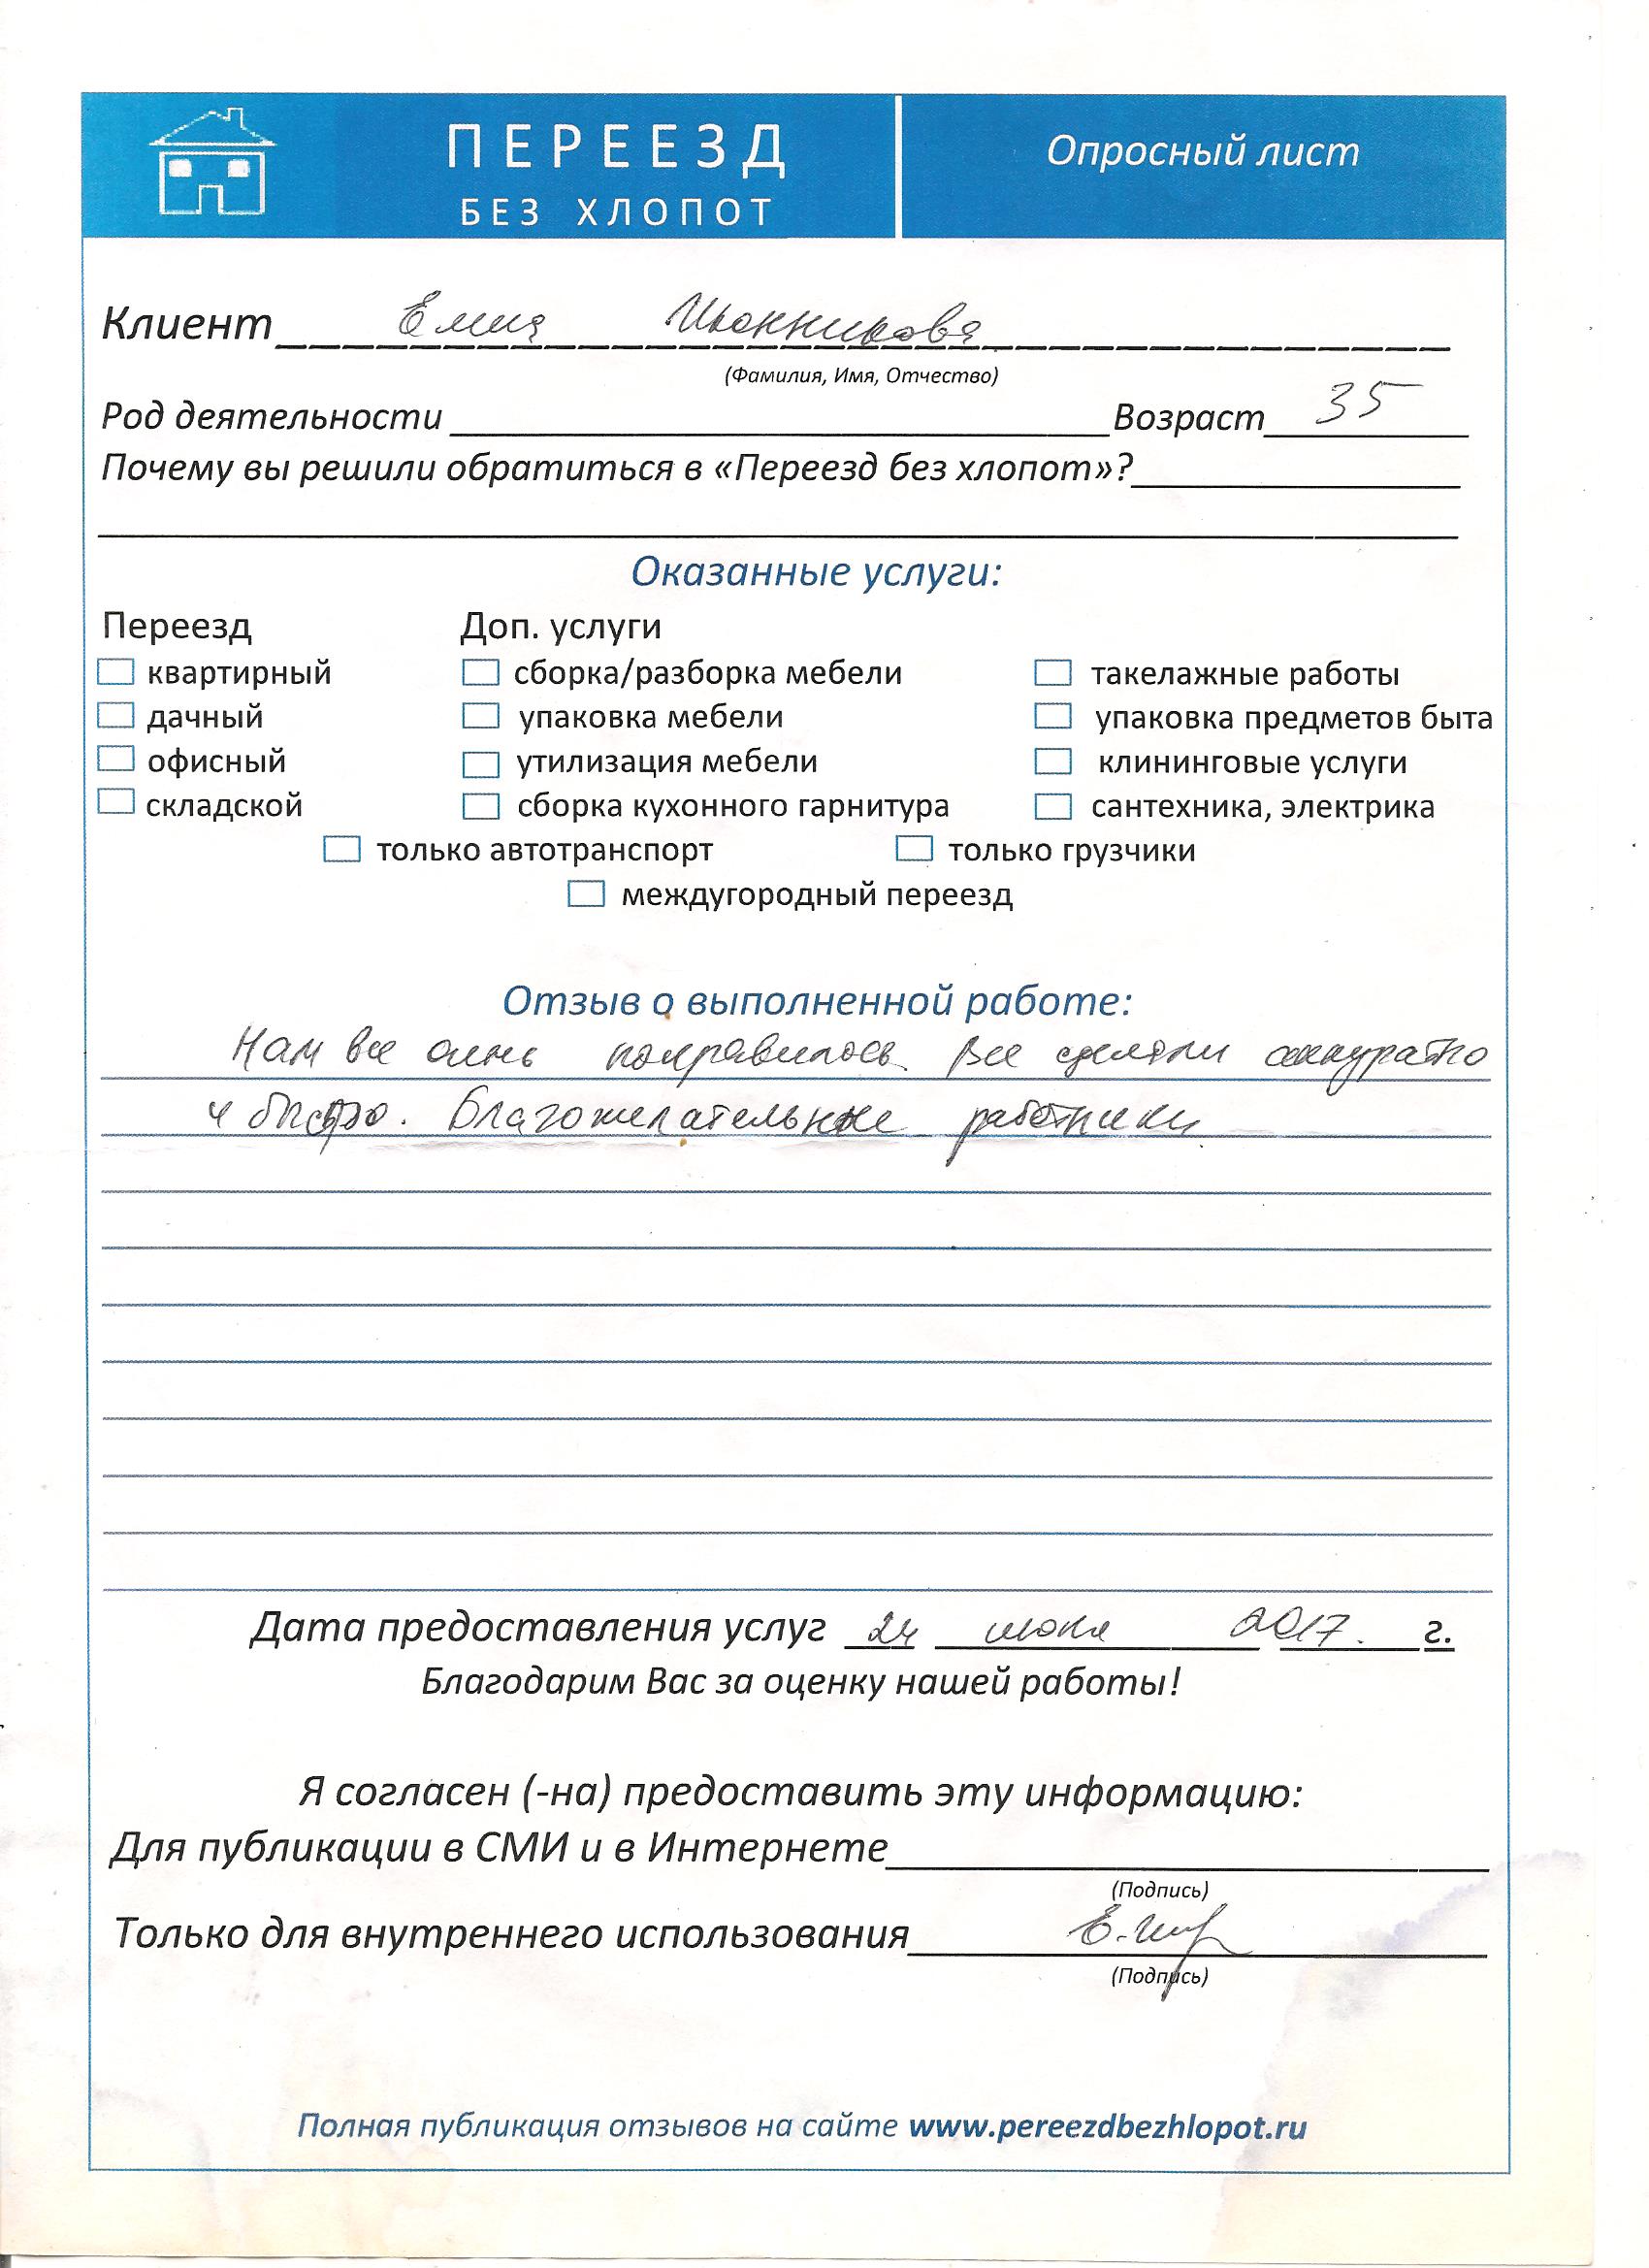 ПЕРЕЕЗД
БЕЗ ХЛОПОТ
Опросный лист
Клиент
(Фамилия, Имя, Отчество)
Род деятельности Возраст 35
Почему вы решили обратиться в «Переезд без хлопот»?
Оказанные услуги:
Переезд Доп. услуги
квартирный сборка/разборка мебели такелажные работы
дачный упаковка мебели упаковка предметов быта
офисный утилизация мебели клининговые услуги
складской сборка кухонного гарнитура сантехника, электрика
только автотранспорт только грузчики
междугородный переезд
Отзыв о выполненной работе:
Нам все очень понравилось. Все сделали аккуратно
и быстро. Благожелательные работники.
Дата предоставления услуг 24 2017. г.
Благодарим Вас за оценку нашей работы!
Я согласен (-на) предоставить эту информацию:
Для публикации в СМИ и в Интернете
(Подпись)
Только для внутреннего использования
(Подпись)
Полная публикация отзывов на сайте www.pereezdbezhlopot.ru